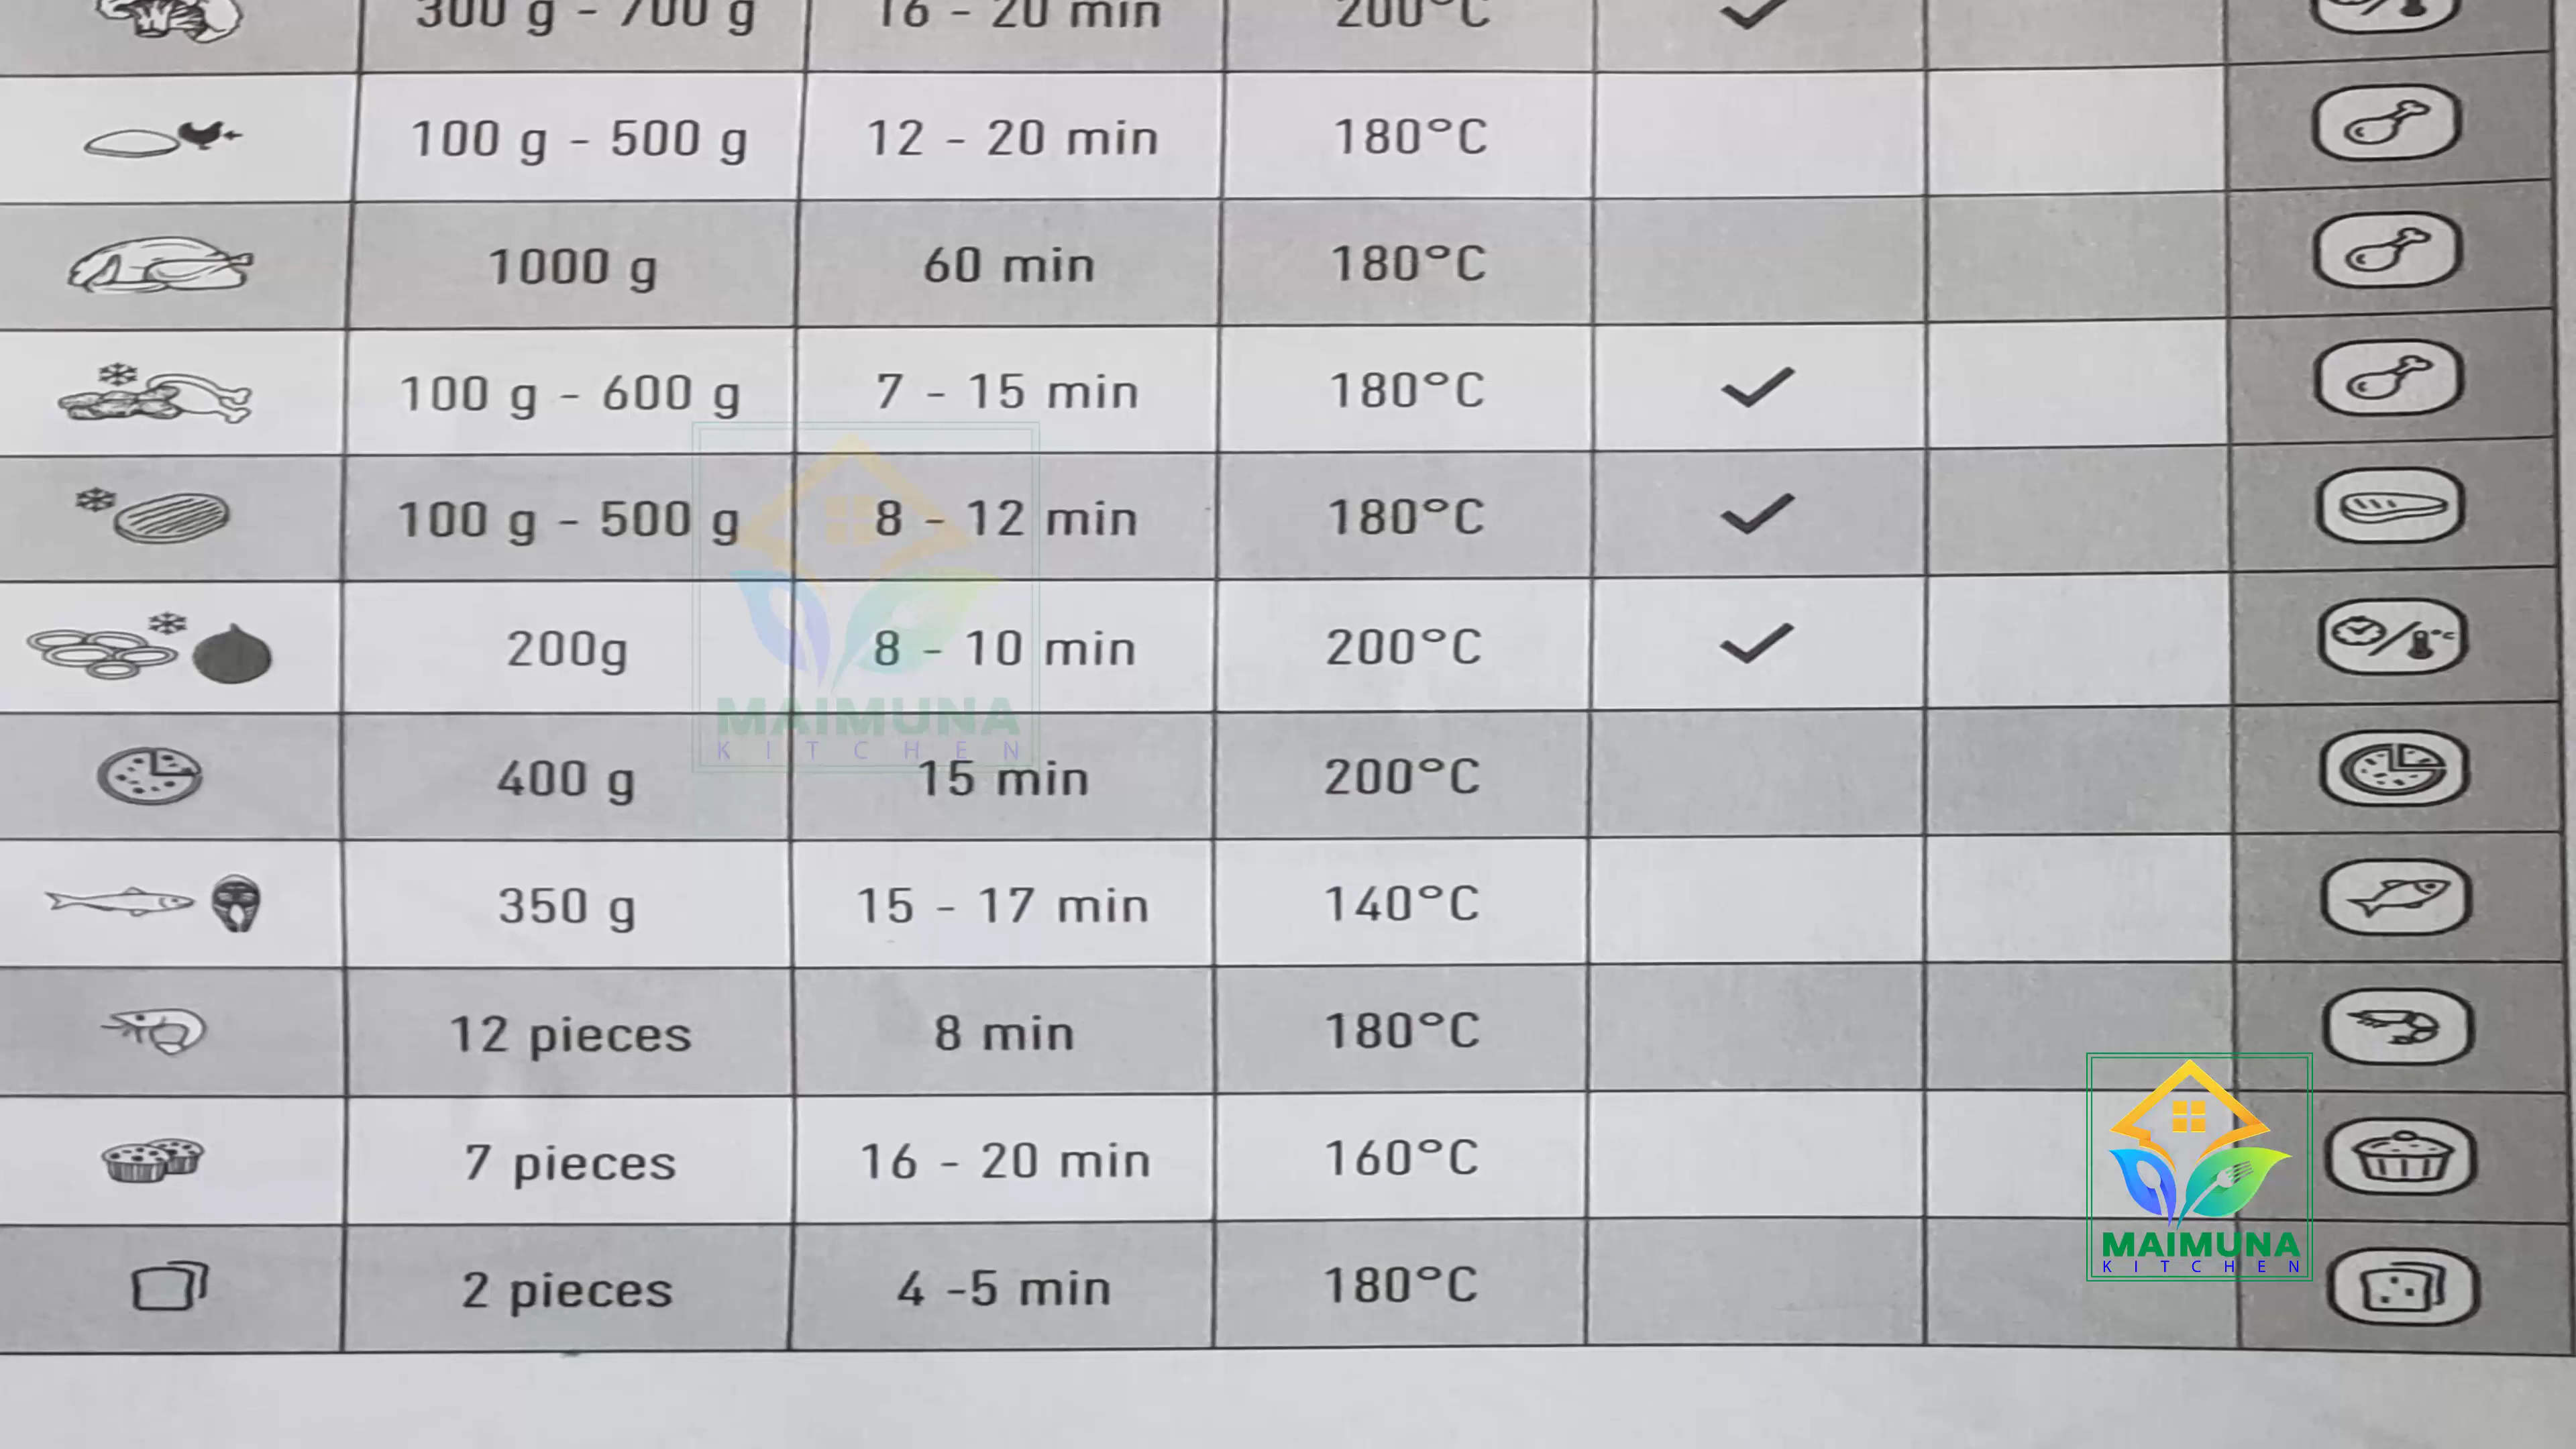 300 g - 700 g 16 - 20 min 200°C
100 g - 500 g 12 - 20 min 180°C
1000 g 60 min 180°C
100 g - 600 g 7 - 15 min 180°C
100 g - 500 g 8 - 12 min 180°C
200g 8 - 10 min 200°C
MAIMUNA
KITCHEN
400 g 15 min 200°C
350 g 15 - 17 min 140°C
12 pieces 8 min 180°C
7 pieces 16 - 20 min 160°C
MAIMUNA
KITCHEN
2 pieces 4 -5 min 180°C